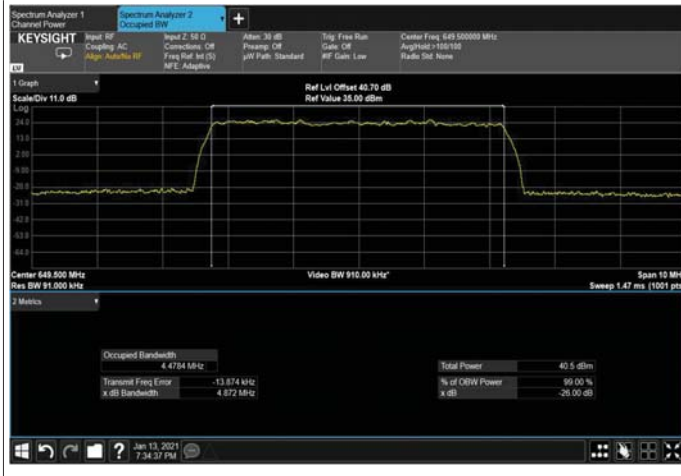 Spectrum Analyzer 1
Channel Power
Spectrum Analyzer 2
Occupied BW
+
KEYSIGHT
LXI
Input: RF
Coupling: AC
Align: Auto/No RF
Input Z: 50 Ω
Corrections: Off
Freq Ref: Int (S)
NFE: Adaptive
Atten: 30 dB
Preamp: Off
µW Path: Standard
Trig: Free Run
Gate: Off
#IF Gain: Low
Center Freq: 649.500000 MHz
Avg|Hold:>100/100
Radio Std: None
1 Graph
Scale/Div 11.0 dB
Ref Lvl Offset 40.70 dB
Ref Value 35.00 dBm
Log
24.0
13.0
2.00
-9.00
-20.0
-31.0
-42.0
-53.0
-64.0
Center 649.500 MHz
Res BW 91.000 kHz
Video BW 910.00 kHz*
Span 10 MH
Sweep 1.47 ms (1001 pts
2 Metrics
Occupied Bandwidth
4.4784 MHz
Transmit Freq Error -13.874 kHz
x dB Bandwidth 4.872 MHz
Total Power 40.5 dBm
% of OBW Power 99.00 %
x dB -26.00 dB
?
Jan 13, 2021
7:34:37 PM